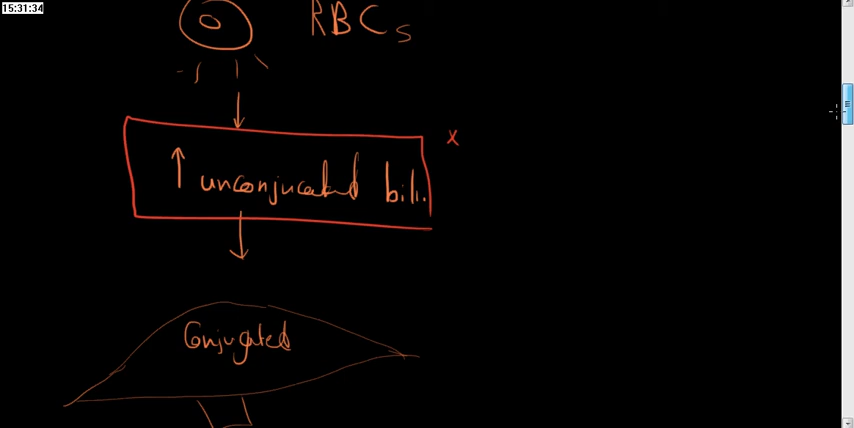 15:31:34
RBCs
x
↑ unconjucated bili.
Conjugated